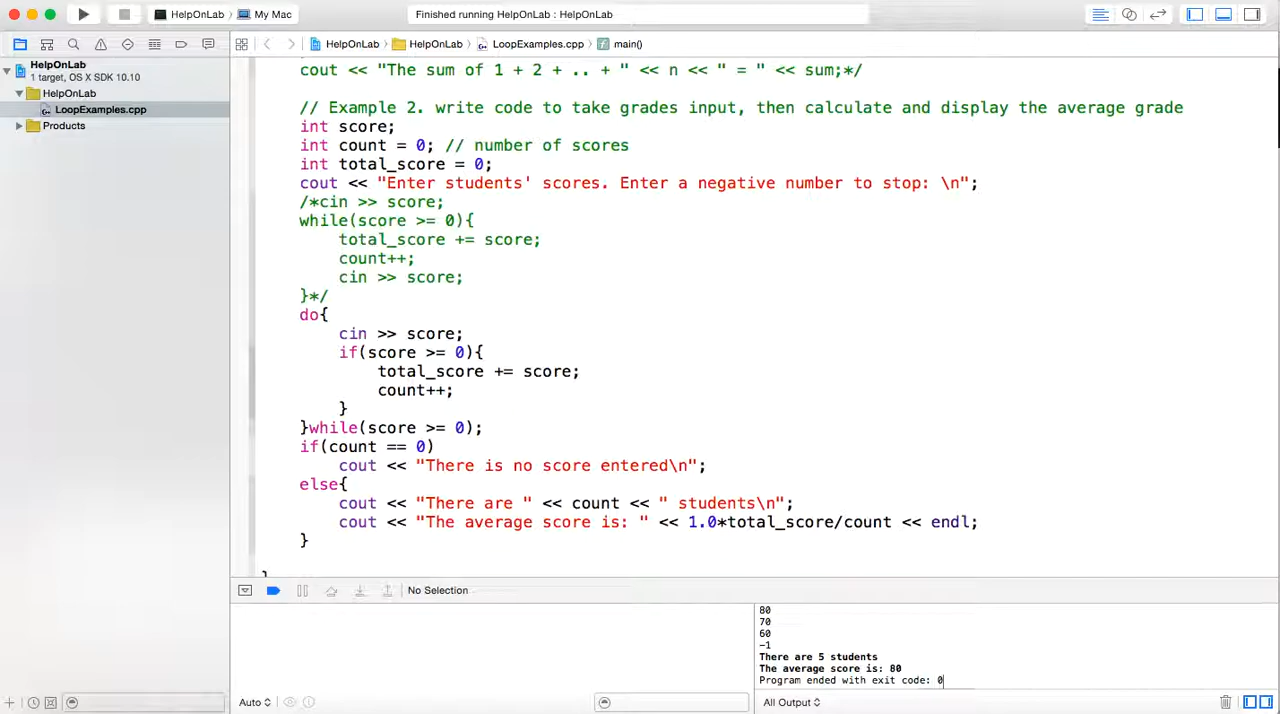 HelpOnLab › My Mac
Finished running HelpOnLab : HelpOnLab
HelpOnLab › HelpOnLab › LoopExamples.cpp › main()
HelpOnLab
1 target, OS X SDK 10.10
HelpOnLab
LoopExamples.cpp
Products
cout << "The sum of 1 + 2 + .. + " << n << " = " << sum;*/
// Example 2. write code to take grades input, then calculate and display the average grade
int score;
int count = 0; // number of scores
int total_score = 0;
cout << "Enter students' scores. Enter a negative number to stop: \n";
/*cin >> score;
while(score >= 0){
total_score += score;
count++;
cin >> score;
}*/
do{
cin >> score;
if(score >= 0){
total_score += score;
count++;
}
}while(score >= 0);
if(count == 0)
cout << "There is no score entered\n";
else{
cout << "There are " << count << " students\n";
cout << "The average score is: " << 1.0*total_score/count << endl;
}
No Selection
80
70
60
-1
There are 5 students
The average score is: 80
Program ended with exit code: 0
Auto
All Output